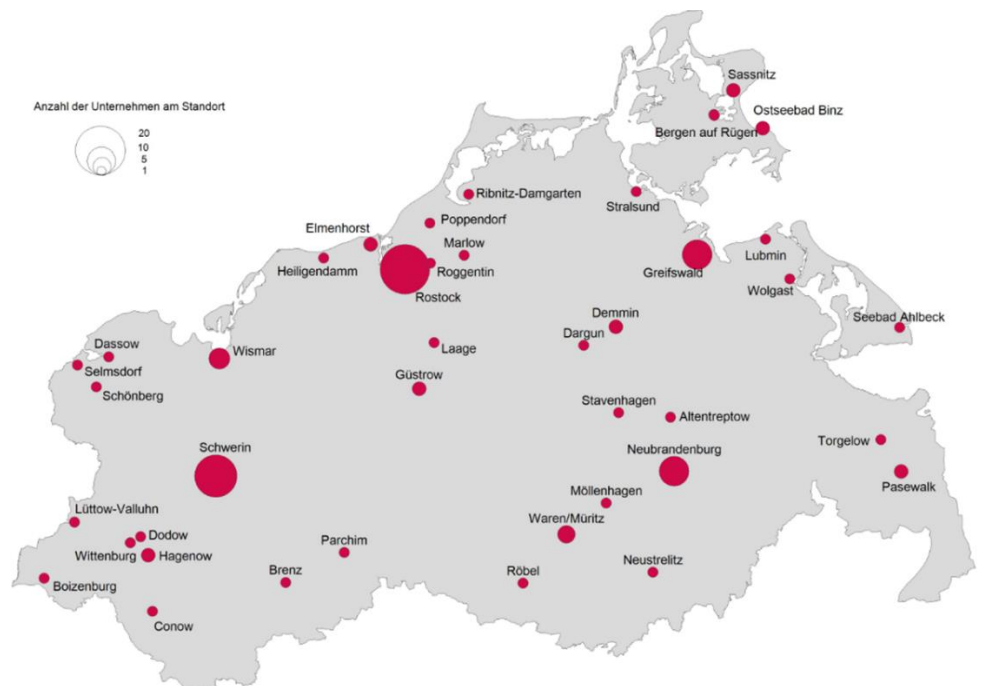 Sassnitz
Anzahl der Unternehmen am Standort
20
10
5
1
Ostseebad Binz
Bergen auf Rügen
Ribnitz-Damgarten
Stralsund
Poppendorf
Elmenhorst
Marlow
Lubmin
Heiligendamm
Roggentin
Greifswald
Rostock
Wolgast
Demmin
Seebad Ahlbeck
Dargun
Dassow
Wismar
Laage
Selmsdorf
Güstrow
Schönberg
Stavenhagen
Altentreptow
Torgelow
Schwerin
Neubrandenburg
Pasewalk
Möllenhagen
Lüttow-Valluhn
Waren/Müritz
Dodow
Parchim
Wittenburg
Hagenow
Neustrelitz
Brenz
Röbel
Boizenburg
Conow